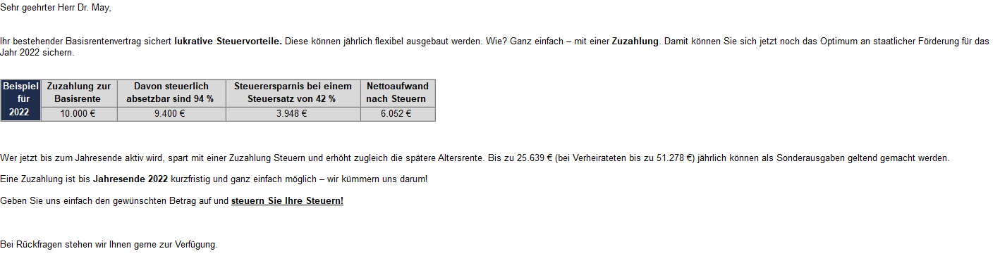 Sehr geehrter Herr Dr. May,
Ihr bestehender Basisrentenvertrag sichert lukrative Steuervorteile. Diese können jährlich flexibel ausgebaut werden. Wie? Ganz einfach – mit einer Zuzahlung. Damit können Sie sich jetzt noch das Optimum an staatlicher Förderung für das
Jahr 2022 sichern.
Beispiel für 2022 Zuzahlung zur Basisrente Davon steuerlich absetzbar sind 94 % Steuerersparnis bei einem Steuersatz von 42 % Nettoaufwand nach Steuern
10.000 € 9.400 € 3.948 € 6.052 €
Wer jetzt bis zum Jahresende aktiv wird, spart mit einer Zuzahlung Steuern und erhöht zugleich die spätere Altersrente. Bis zu 25.639 € (bei Verheirateten bis zu 51.278 €) jährlich können als Sonderausgaben geltend gemacht werden.
Eine Zuzahlung ist bis Jahresende 2022 kurzfristig und ganz einfach möglich – wir kümmern uns darum!
Geben Sie uns einfach den gewünschten Betrag auf und steuern Sie Ihre Steuern!
Bei Rückfragen stehen wir Ihnen gerne zur Verfügung.